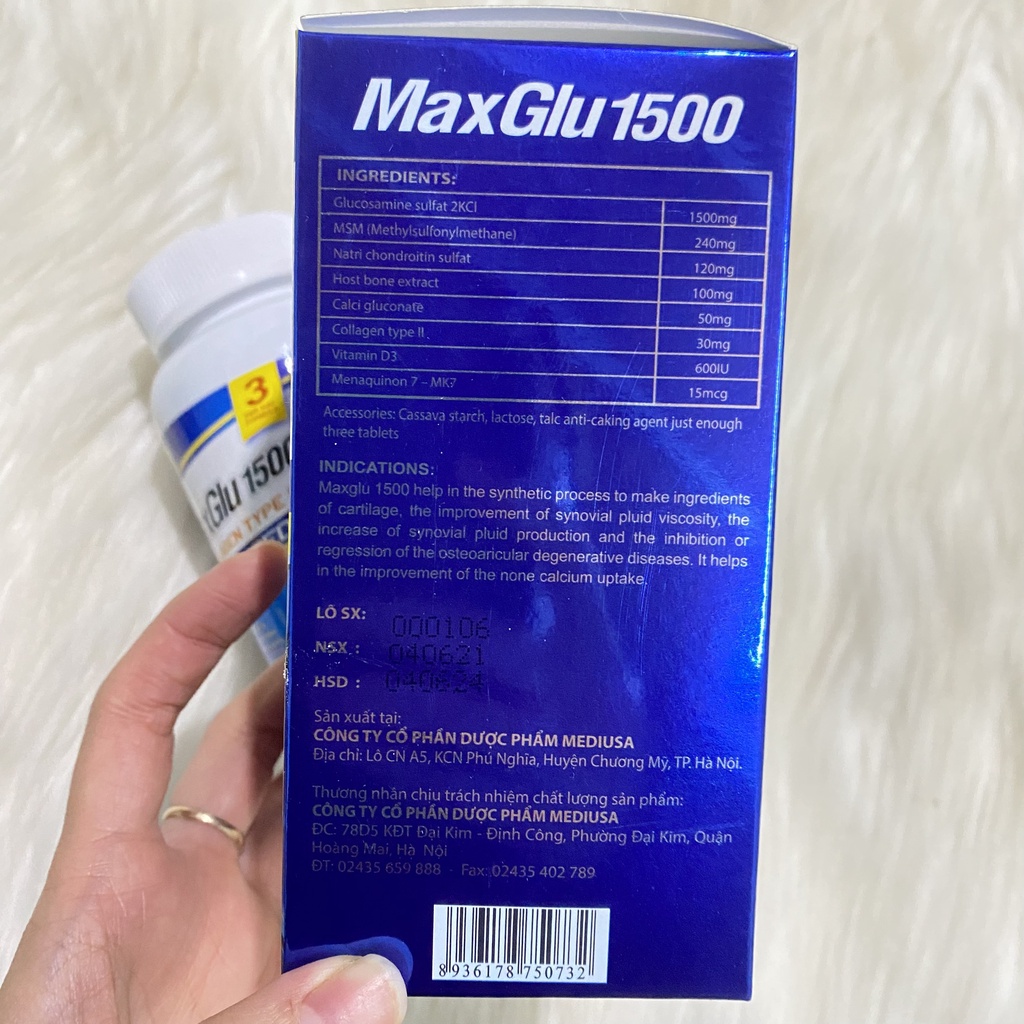 MaxGlu 1500
INGREDIENTS:
Glucosamine sulfat 2KCl 1500mg
MSM (Methylsulfonylmethane) 240mg
Natri chondroitin sulfat 120mg
Host bone extract 100mg
Calci gluconate 50mg
Collagen type II 30mg
Vitamin D3 600IU
Menaquinon 7 – MK7 15mcg
Accessories: Cassava starch, lactose, talc anti-caking agent just enough
three tablets
INDICATIONS:
Maxglu 1500 help in the synthetic process to make ingredients
of cartilage, the improvement of synovial fluid viscosity, the
increase of synovial fluid production and the inhibition or
regression of the osteoaricular degenerative diseases. It helps
in the improvement of the none calcium uptake.
LÔ SX: 000106
NSX : 040621
HSD : 040624
Sản xuất tại:
CÔNG TY CỔ PHẦN DƯỢC PHẨM MEDIUSA
Địa chỉ: Lô CN A5, KCN Phú Nghĩa, Huyện Chương Mỹ, TP. Hà Nội.
Thương nhân chịu trách nhiệm chất lượng sản phẩm:
CÔNG TY CỔ PHẦN DƯỢC PHẨM MEDIUSA
ĐC: 78D5 KĐT Đại Kim - Định Công, Phường Đại Kim, Quận
Hoàng Mai, Hà Nội
ĐT: 02435 659 888 - Fax: 02435 402 789
8936178750732
3
Glu 1500
TYPE